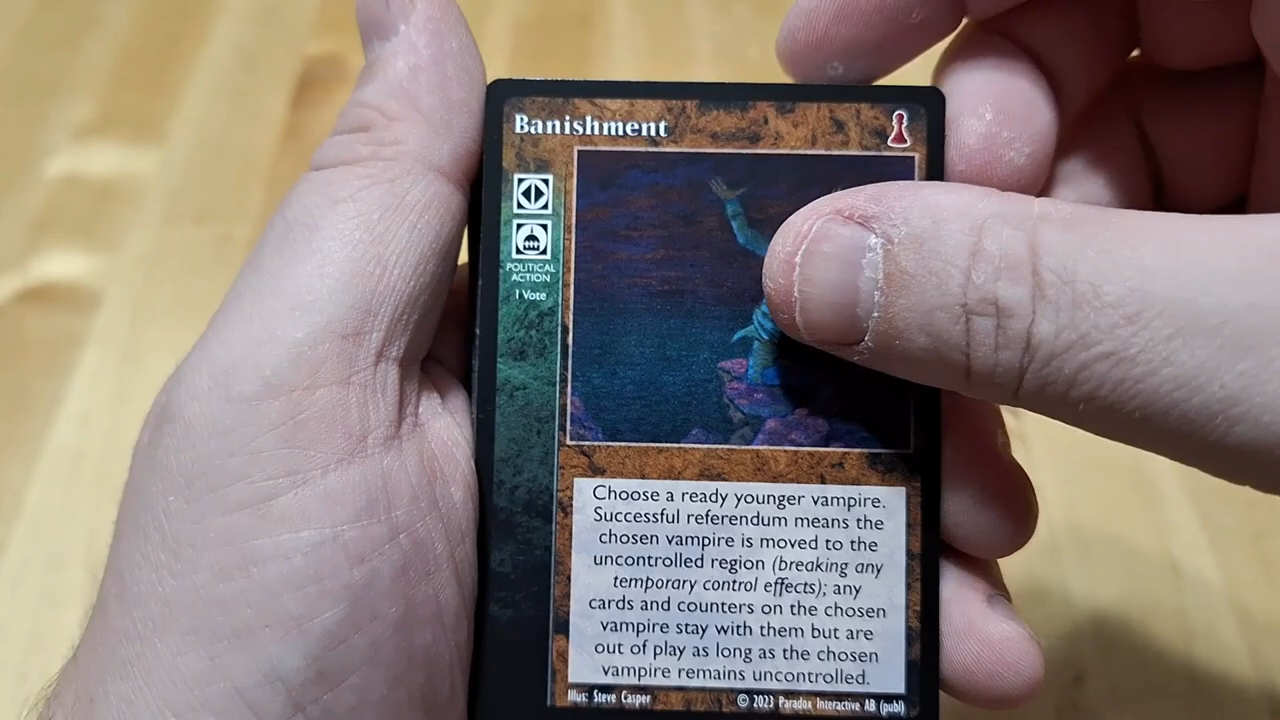 Banishment
POLITICAL
ACTION
1 Vote
Choose a ready younger vampire.
Successful referendum means the
chosen vampire is moved to the
uncontrolled region (breaking any
temporary control effects); any
cards and counters on the chosen
vampire stay with them but are
out of play as long as the chosen
vampire remains uncontrolled.
Illus: Steve Casper
© 2023 Paradox Interactive AB (publ)